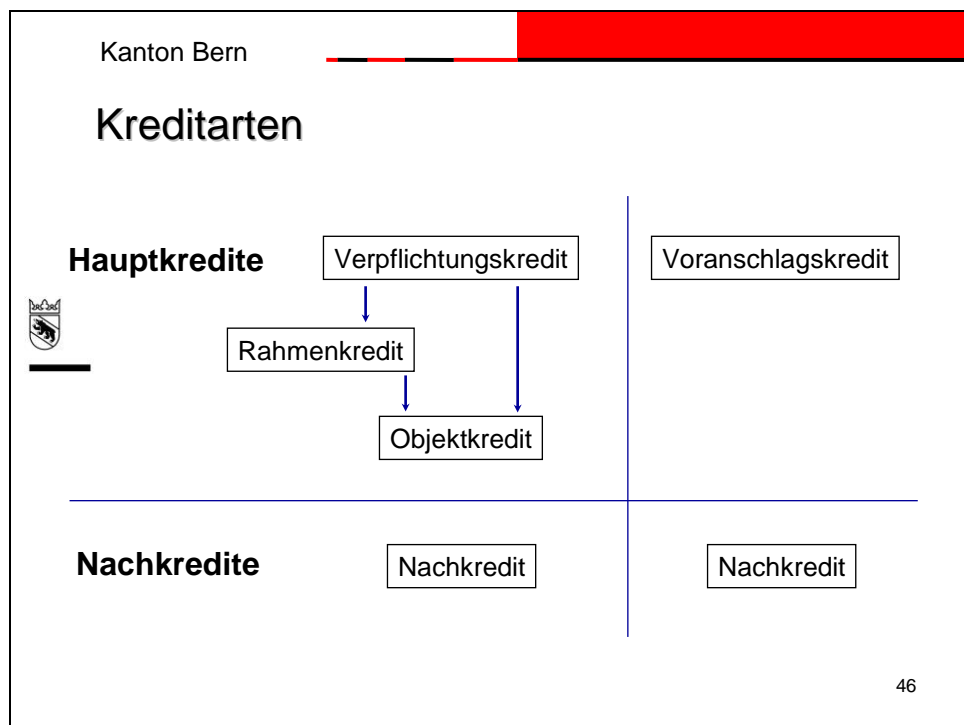 Kanton Bern
Kreditarten
Hauptkredite
Verpflichtungskredit
Voranschlagskredit
Rahmenkredit
Objektkredit
Nachkredite
Nachkredit
Nachkredit
46